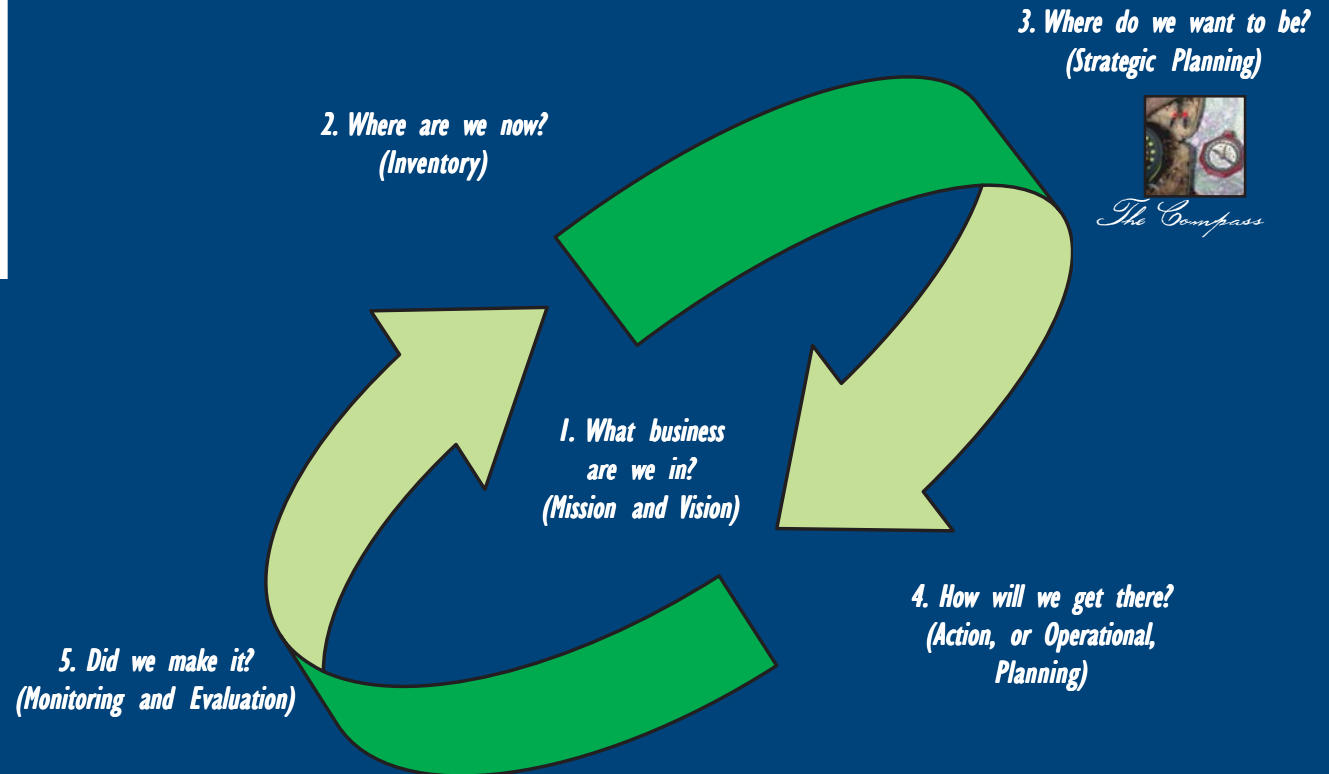 3. Where do we want to be?
(Strategic Planning)
The Compass
2. Where are we now?
(Inventory)
1. What business
are we in?
(Mission and Vision)
4. How will we get there?
(Action, or Operational,
Planning)
5. Did we make it?
(Monitoring and Evaluation)